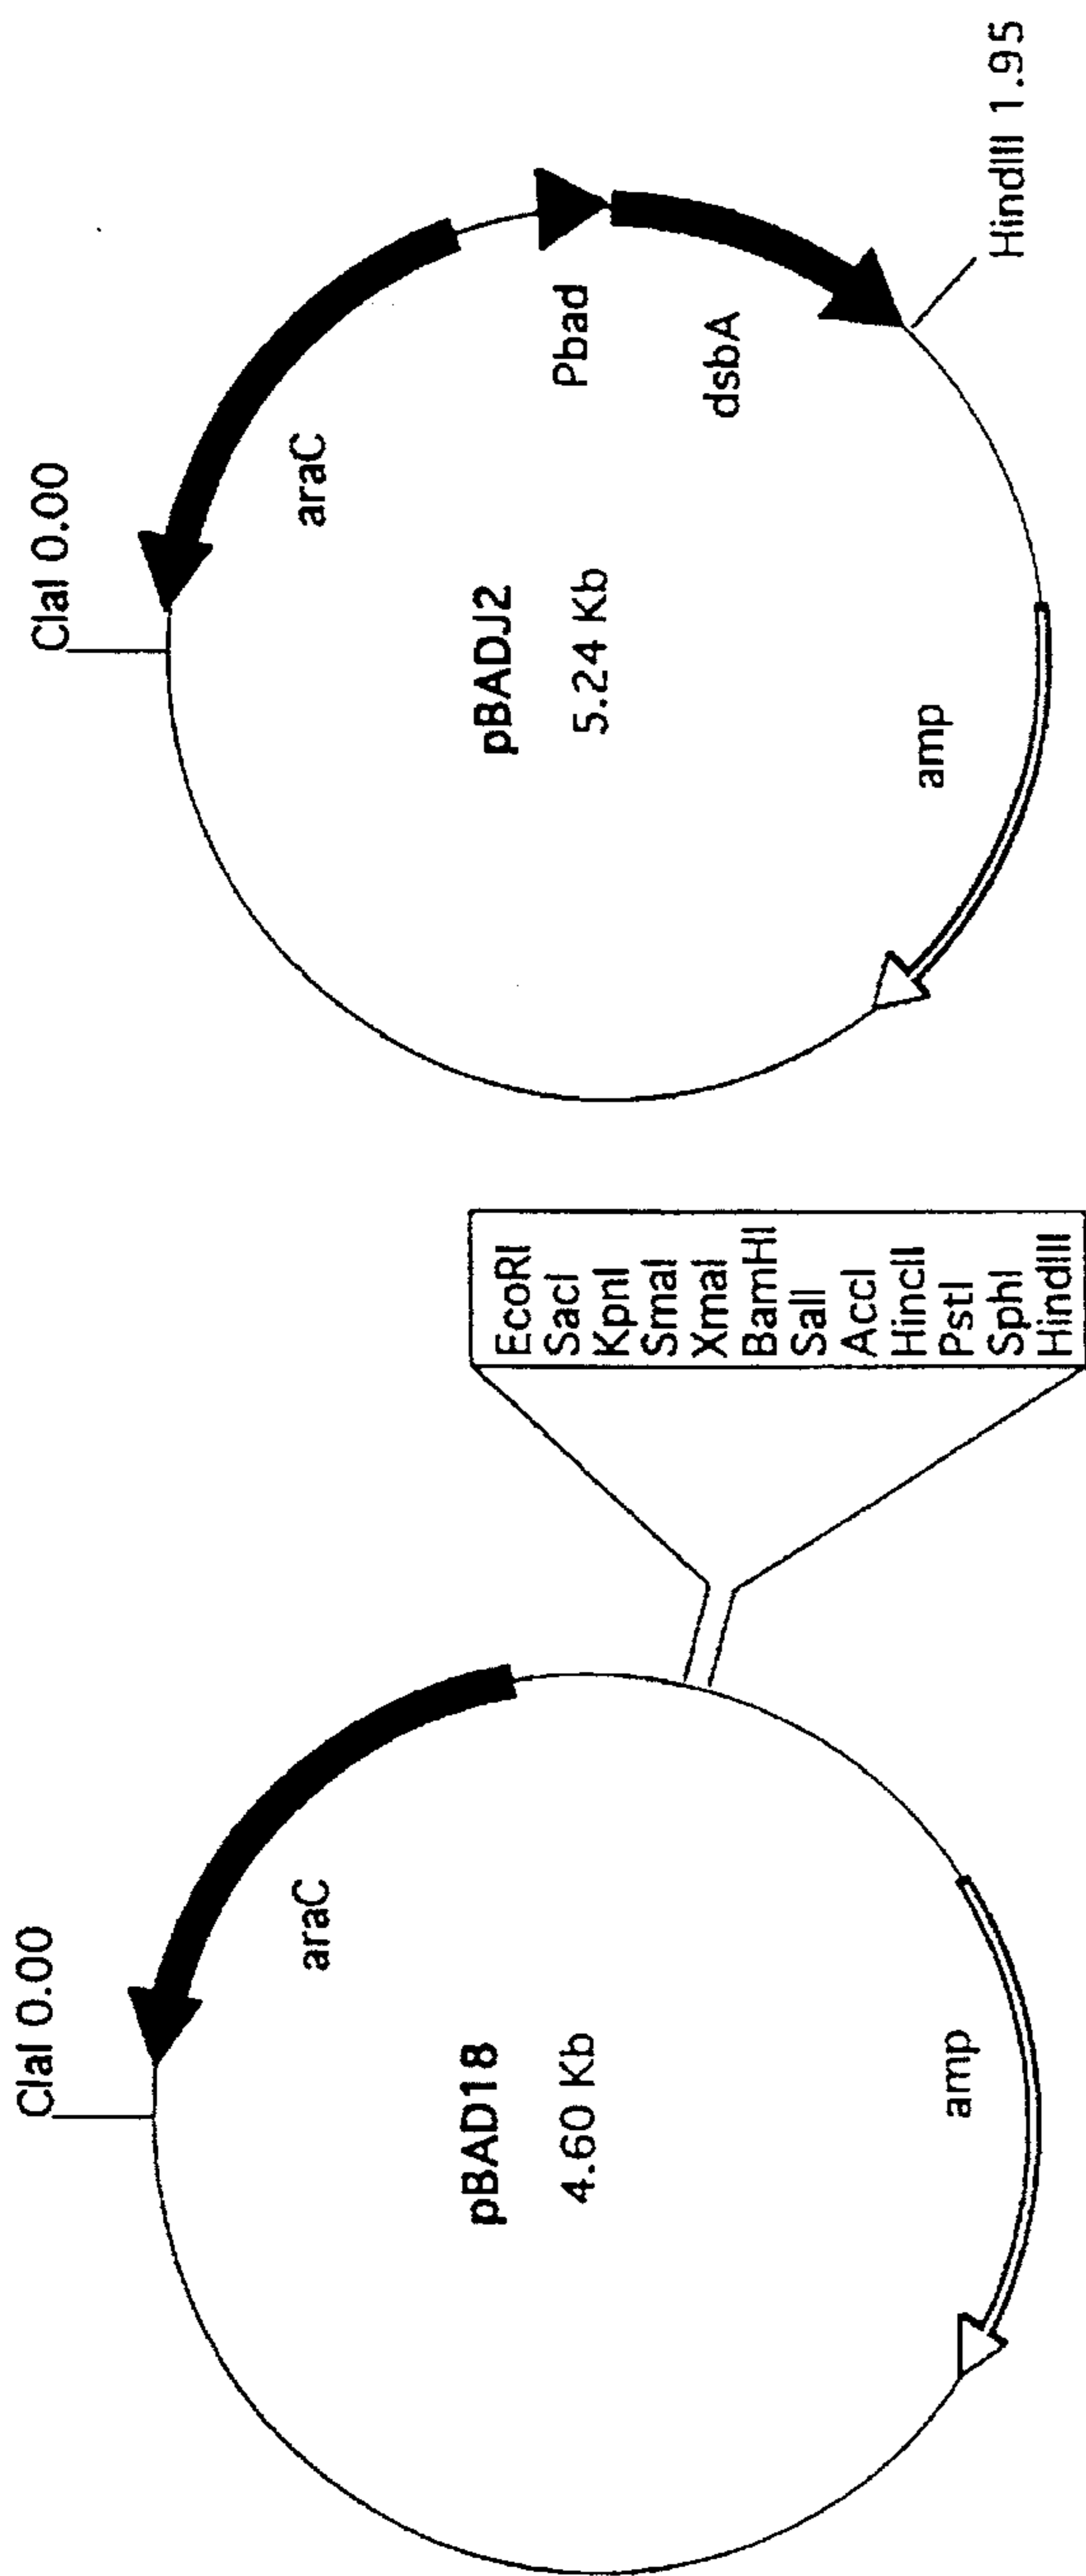 ClaI 0.00
araC
pBAD18
4.60 Kb
amp
EcoRI
SacI
KpnI
SmaI
XmaI
BamHI
SalI
AccI
HincII
PstI
SphI
HindIII
ClaI 0.00
araC
Pbad
dsbA
pBADJ2
5.24 Kb
amp
HindIII 1.95